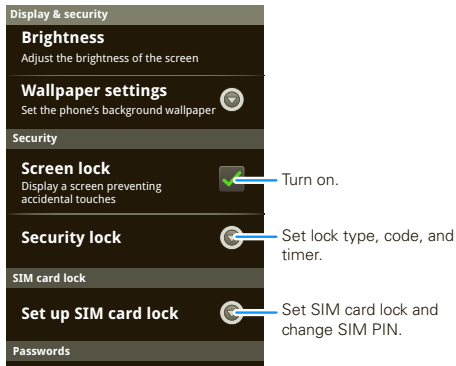 Display & security
Brightness
Adjust the brightness of the screen
Wallpaper settings
Set the phone's background wallpaper
Security
Screen lock
Display a screen preventing
accidental touches
Turn on.
Security lock
Set lock type, code, and
timer.
SIM card lock
Set up SIM card lock
Set SIM card lock and
change SIM PIN.
Passwords